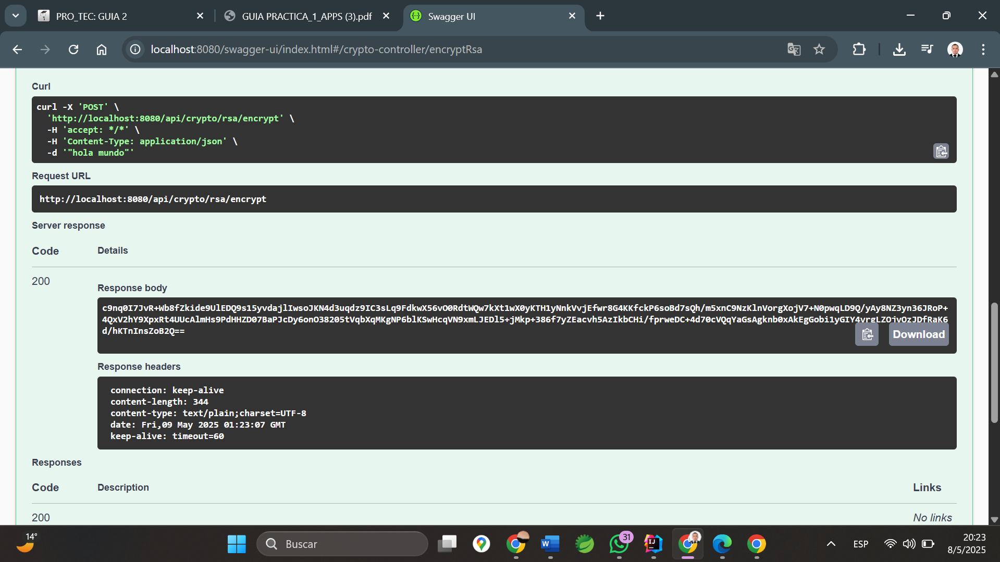 PRO_TEC: GUIA 2
GUIA PRACTICA_1_APPS (3).pdf
Swagger UI
localhost:8080/swagger-ui/index.html#/crypto-controller/encryptRsa
Curl
curl -X 'POST' \
'http://localhost:8080/api/crypto/rsa/encrypt' \
-H 'accept: */*' \
-H 'Content-Type: application/json' \
-d '"hola mundo"'
Request URL
http://localhost:8080/api/crypto/rsa/encrypt
Server response
Code Details
200
Response body
c9nq0I7JvR+Wb8fZkide9UlEDQ9s15yvdajlIwsoJKN4d3uqdz9IC3sLq9FdkwX56vO0RdtWQw7kXt1wX0yKTH1yNnkVvjEfwr8G4KKfckP6soBd7sQh/m5xnC9NzKlnVorgXojV7+N0pwqLD9Q/yAy8NZ3yn36JRoP+
4QxV2hY9XpxRt4UUcAlmHs9PdHHZD07BaPJcDy6onO38205tVqbXqMKgNP6blKSwHcqVN9xmLJEDl5+jMkp+386f7yZEacvh5AzIkbCHi/fprweDC+4d70cVQqYaGsAgknb0xAkEgGobi1yGIY4vrgLZOjvOzJDfRaK6
d/hKTnInsZoB2Q==
Download
Response headers
connection: keep-alive
content-length: 344
content-type: text/plain;charset=UTF-8
date: Fri,09 May 2025 01:23:07 GMT
keep-alive: timeout=60
Responses
Code Description Links
200 No links
14°
Buscar
31
ESP
20:23
8/5/2025